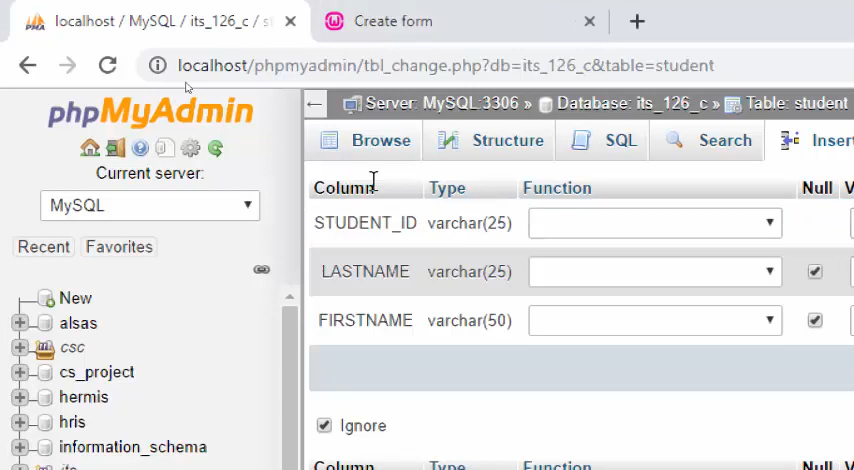 localhost / MySQL / its_126_c / st
Create form
localhost/phpmyadmin/tbl_change.php?db=its_126_c&table=student
phpMyAdmin
Current server:
MySQL
Recent Favorites
New
alsas
csc
cs_project
hermis
hris
information_schema
Server: MySQL:3306 » Database: its_126_c » Table: student
Browse Structure SQL Search Insert
Column Type Function Null V
STUDENT_ID varchar(25)
LASTNAME varchar(25)
FIRSTNAME varchar(50)
Ignore
Column Type Function Null